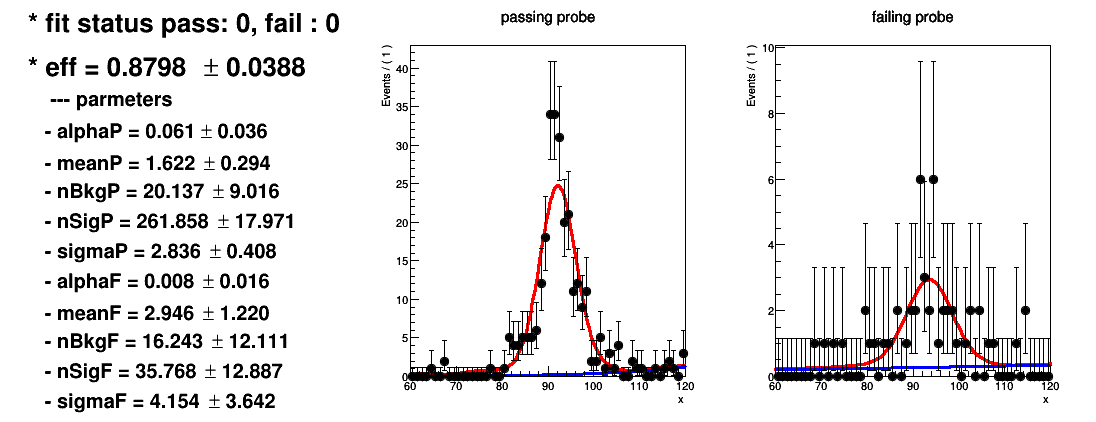 * fit status pass: 0, fail : 0
* eff = 0.8798 ± 0.0388
--- parmeters
- alphaP = 0.061 ± 0.036
- meanP = 1.622 ± 0.294
- nBkgP = 20.137 ± 9.016
- nSigP = 261.858 ± 17.971
- sigmaP = 2.836 ± 0.408
- alphaF = 0.008 ± 0.016
- meanF = 2.946 ± 1.220
- nBkgF = 16.243 ± 12.111
- nSigF = 35.768 ± 12.887
- sigmaF = 4.154 ± 3.642
passing probe
Events / ( 1 )
40
35
30
25
20
15
10
5
0
60 70 80 90 100 110 120
x
failing probe
Events / ( 1 )
10
8
6
4
2
0
60 70 80 90 100 110 120
x